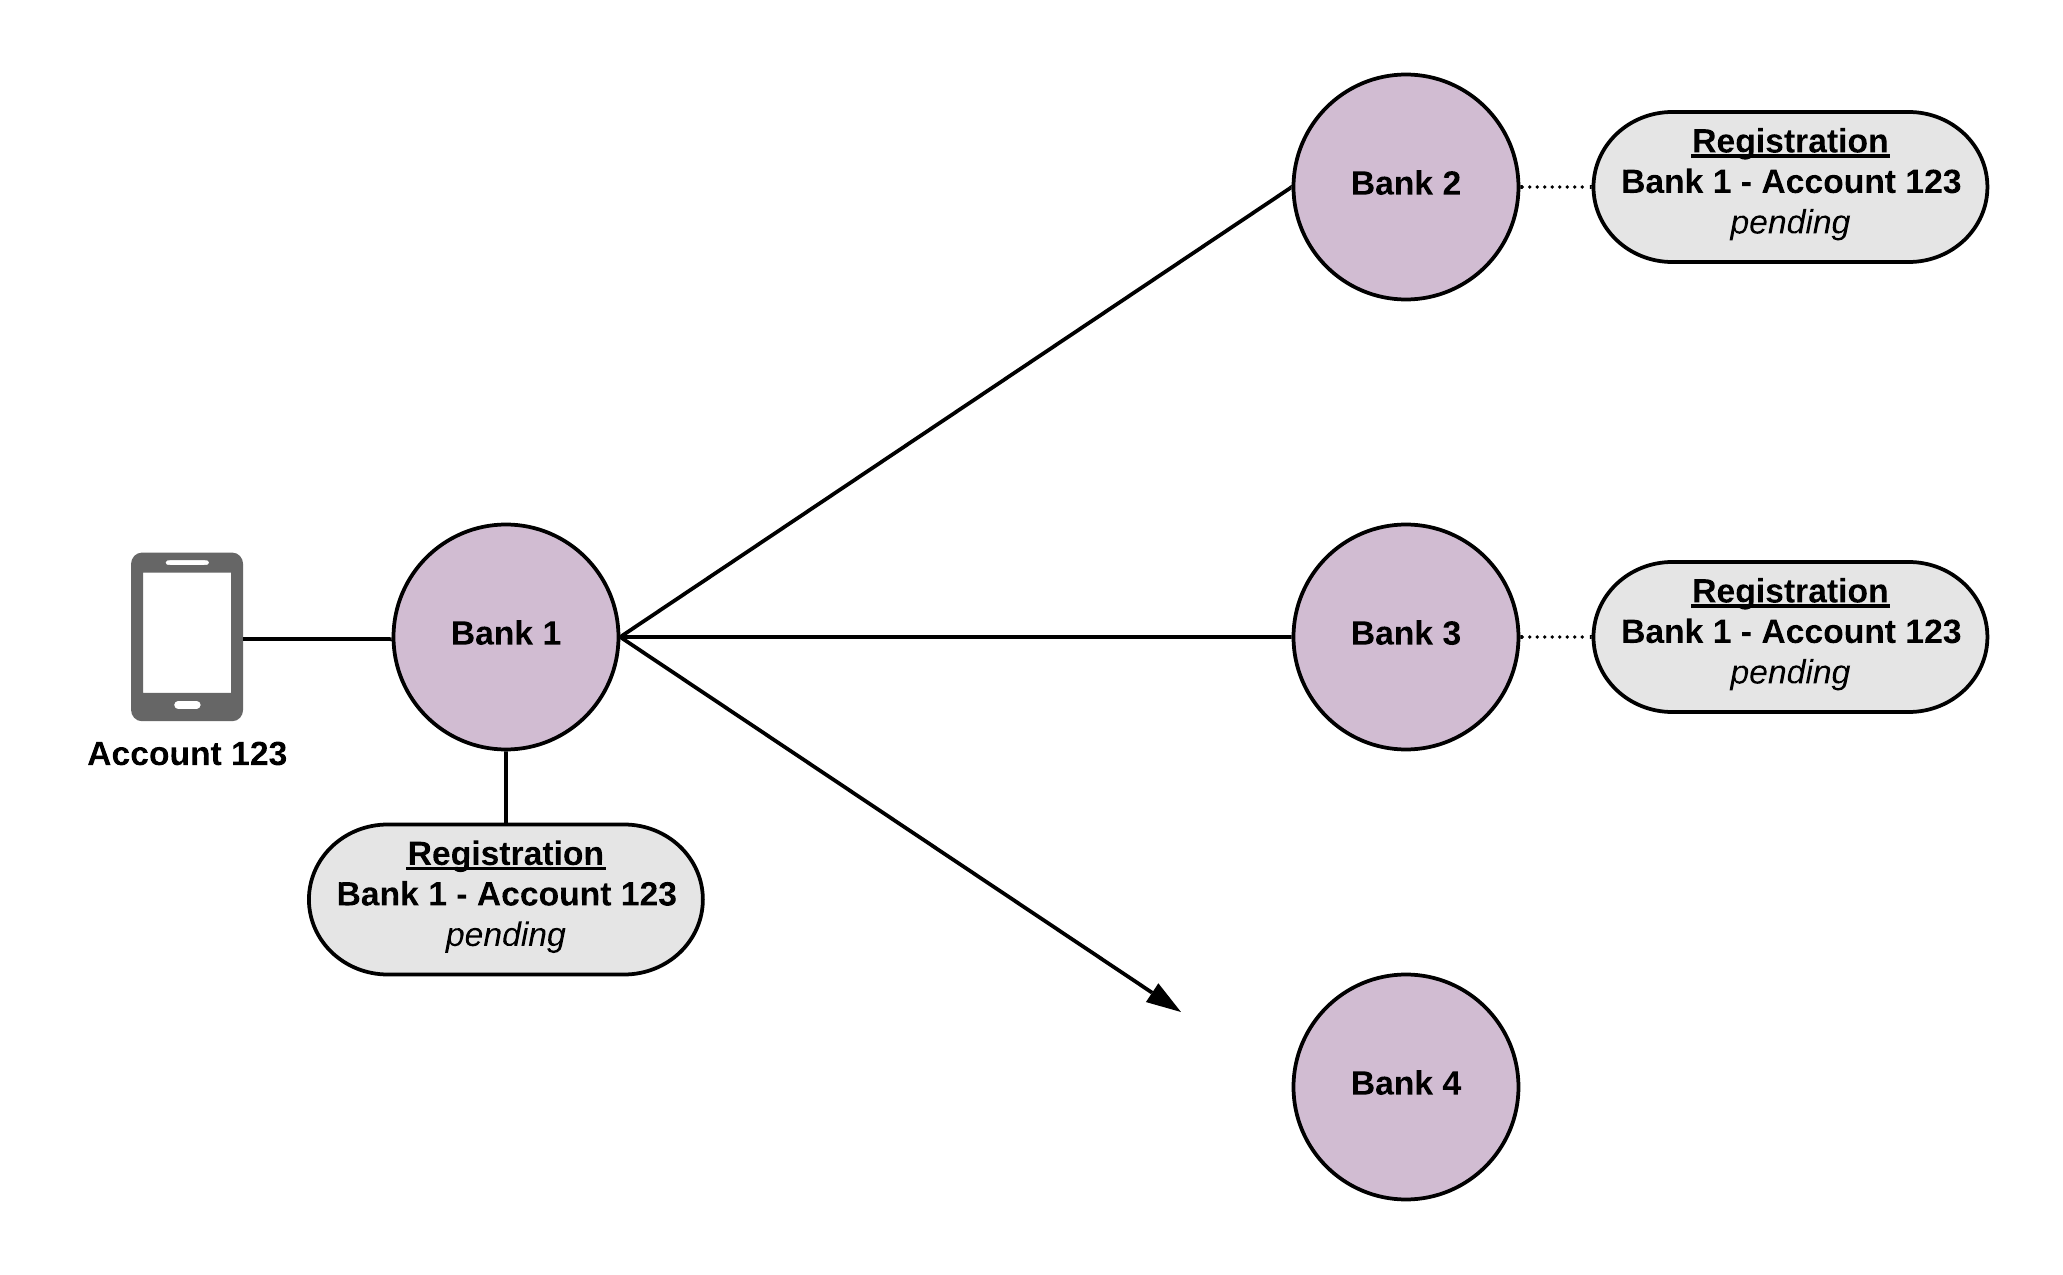 Bank 2
Registration
Bank 1 - Account 123
pending
Bank 1
Bank 3
Registration
Bank 1 - Account 123
pending
Account 123
Registration
Bank 1 - Account 123
pending
Bank 4